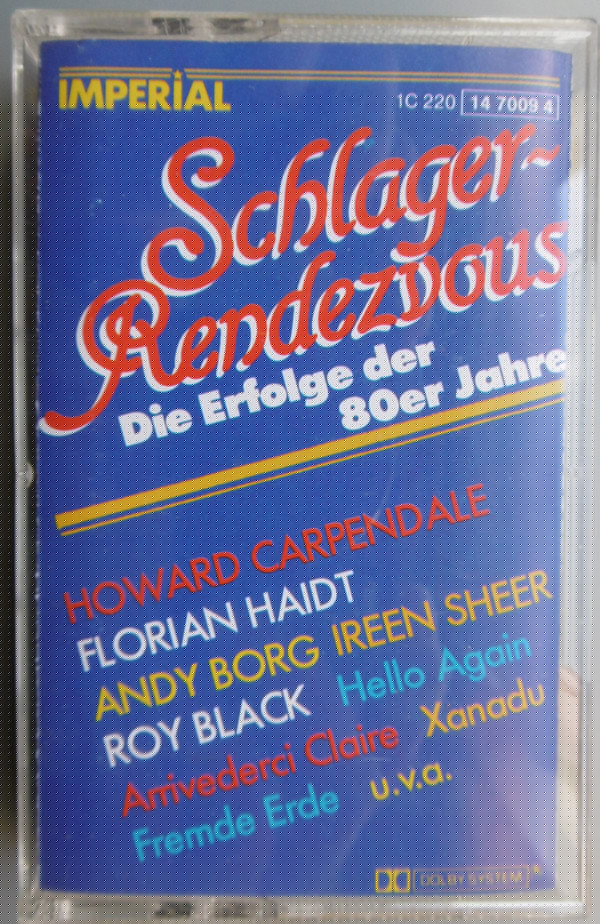 IMPERIAL
1C 220 14 7009 4
Schlager-
Rendezvous
Die Erfolge der
80er Jahre
HOWARD CARPENDALE
FLORIAN HAIDT
ANDY BORG IREEN SHEER
ROY BLACK Hello Again
Arrivederci Claire Xanadu
Fremde Erde u.v.a.
DOLBY SYSTEM ®